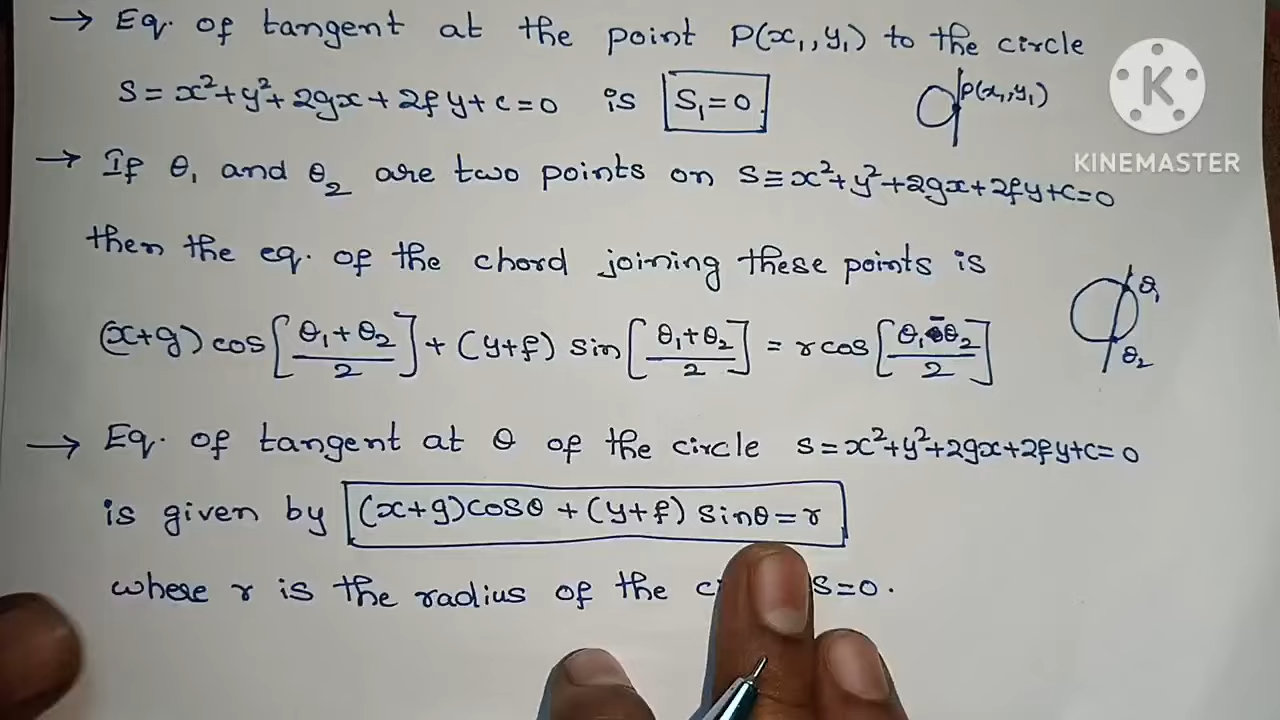 → Eq. of tangent at the point P(x₁,y₁) to the circle
S=x²+y²+2gx+2fy+c=0 is S₁=0
P(x₁,y₁)
K
KINEMASTER
→ If θ₁ and θ₂ are two points on S≡x²+y²+2gx+2fy+c=0
then the eq. of the chord joining these points is
(x+g)cos[θ₁+θ₂/2]+(y+f) sin[θ₁+θ₂/2]=r cos[θ₁-θ₂/2]
θ₁
θ₂
→ Eq. of tangent at θ of the circle S=x²+y²+2gx+2fy+c=0
is given by (x+g)cosθ+(y+f) sinθ=r
where r is the radius of the S=0.